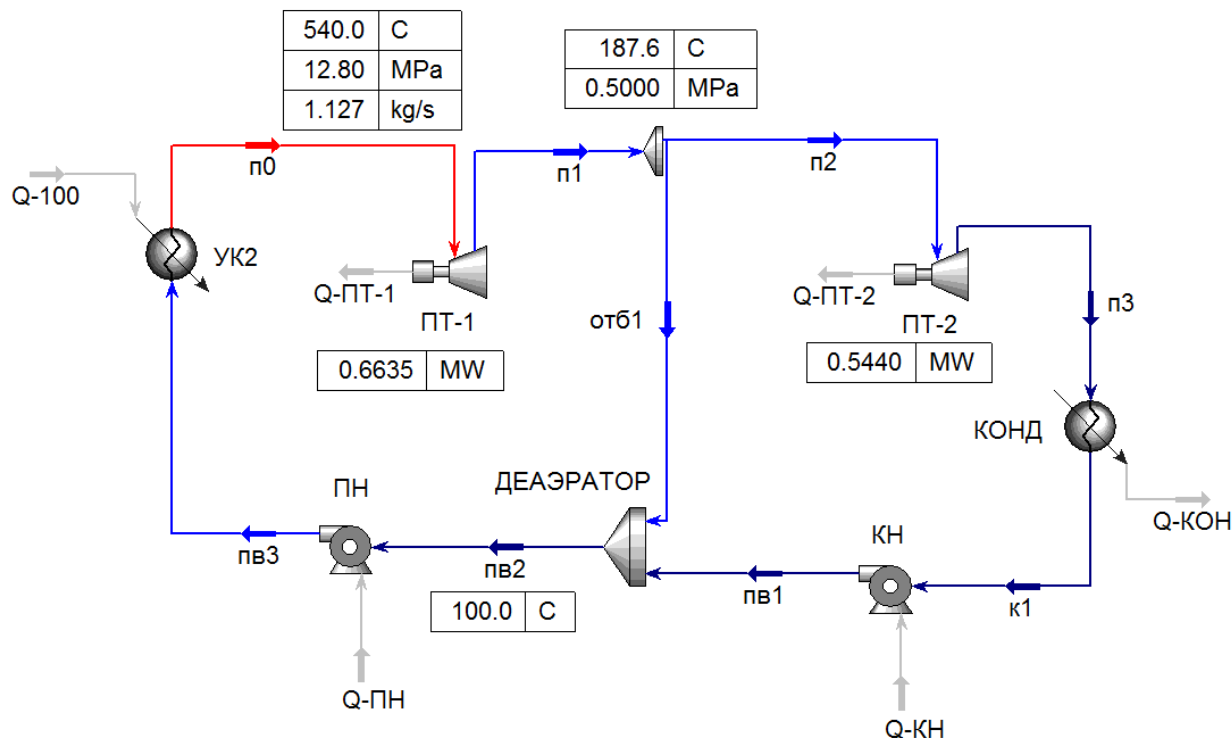 540.0 C
12.80 MPa
1.127 kg/s
187.6 C
0.5000 MPa
п0
п1
п2
Q-100
УК2
Q-ПТ-1
ПТ-1
0.6635 MW
отб1
Q-ПТ-2
ПТ-2
0.5440 MW
п3
КОНД
Q-КОН
ПН
ДЕАЭРАТОР
КН
пв3
пв2
пв1
к1
100.0 C
Q-ПН
Q-КН